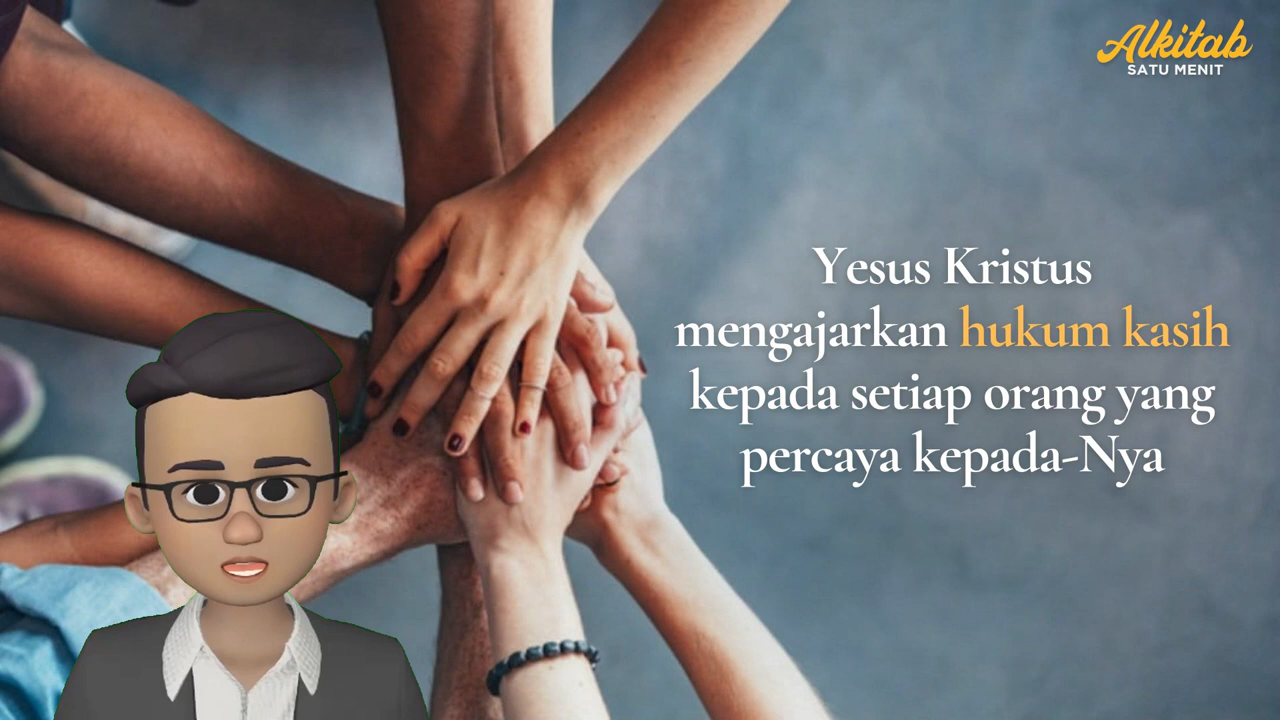 Alkitab
SATU MENIT
Yesus Kristus
mengajarkan hukum kasih
kepada setiap orang yang
percaya kepada-Nya